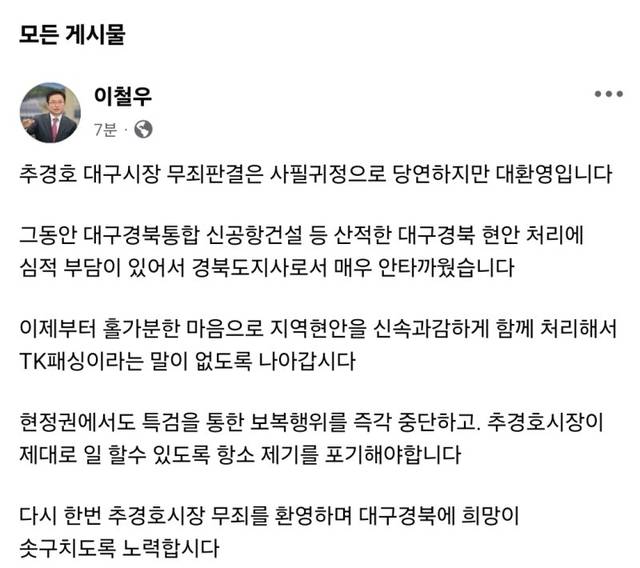 모든 게시물
이철우
7분 ·
추경호 대구시장 무죄판결은 사필귀정으로 당연하지만 대환영입니다
그동안 대구경북통합 신공항건설 등 산적한 대구경북 현안 처리에
심적 부담이 있어서 경북도지사로서 매우 안타까웠습니다
이제부터 홀가분한 마음으로 지역현안을 신속과감하게 함께 처리해서
TK패싱이라는 말이 없도록 나아갑시다
현정권에서도 특검을 통한 보복행위를 즉각 중단하고. 추경호시장이
제대로 일 할수 있도록 항소 제기를 포기해야합니다
다시 한번 추경호시장 무죄를 환영하며 대구경북에 희망이
솟구치도록 노력합시다